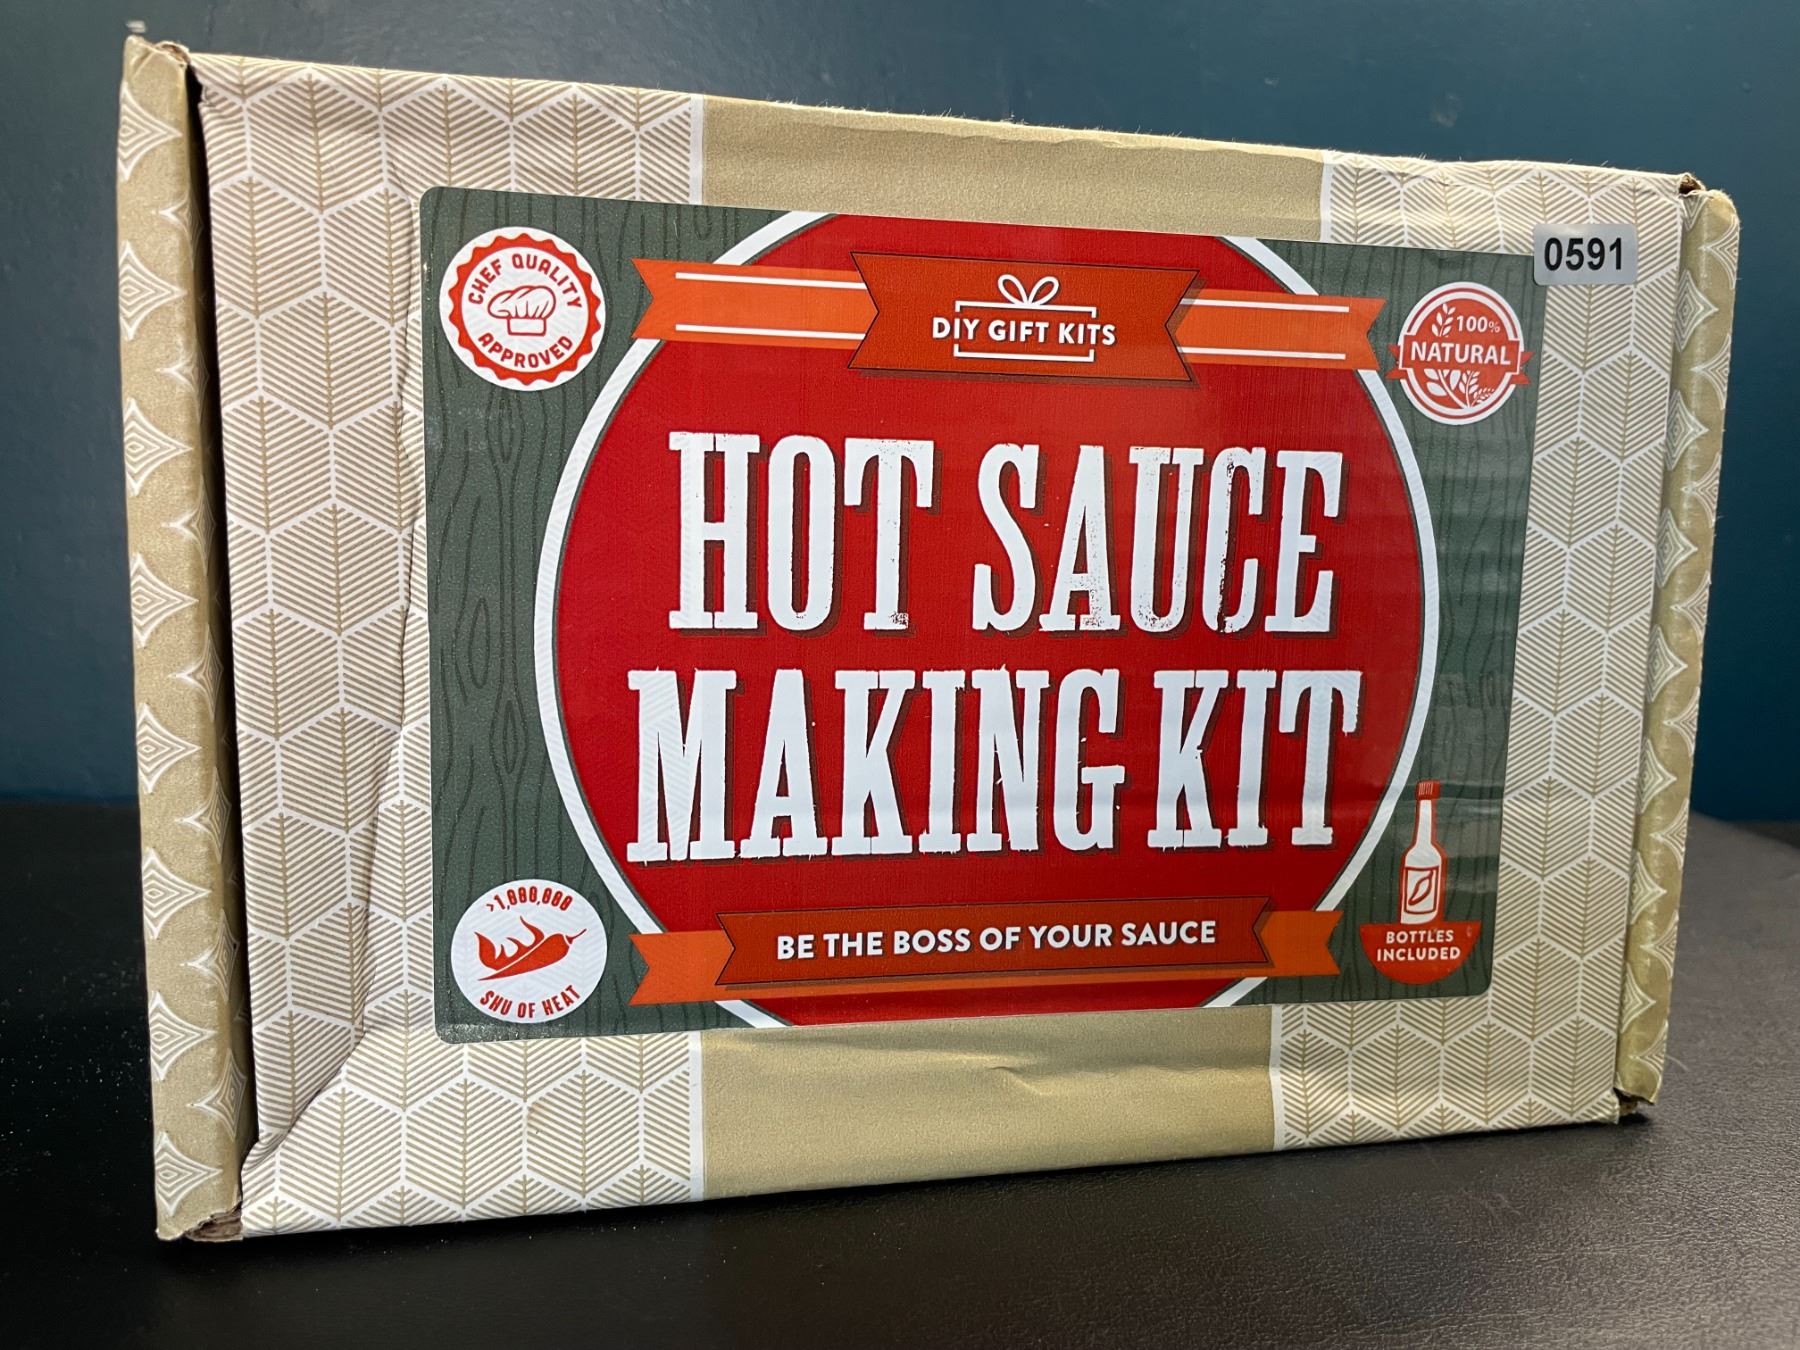 0591
CHEF QUALITY
APPROVED
DIY GIFT KITS
100%
NATURAL
HOT SAUCE
MAKING KIT
>1,000,000
SHU OF HEAT
BE THE BOSS OF YOUR SAUCE
BOTTLES
INCLUDED